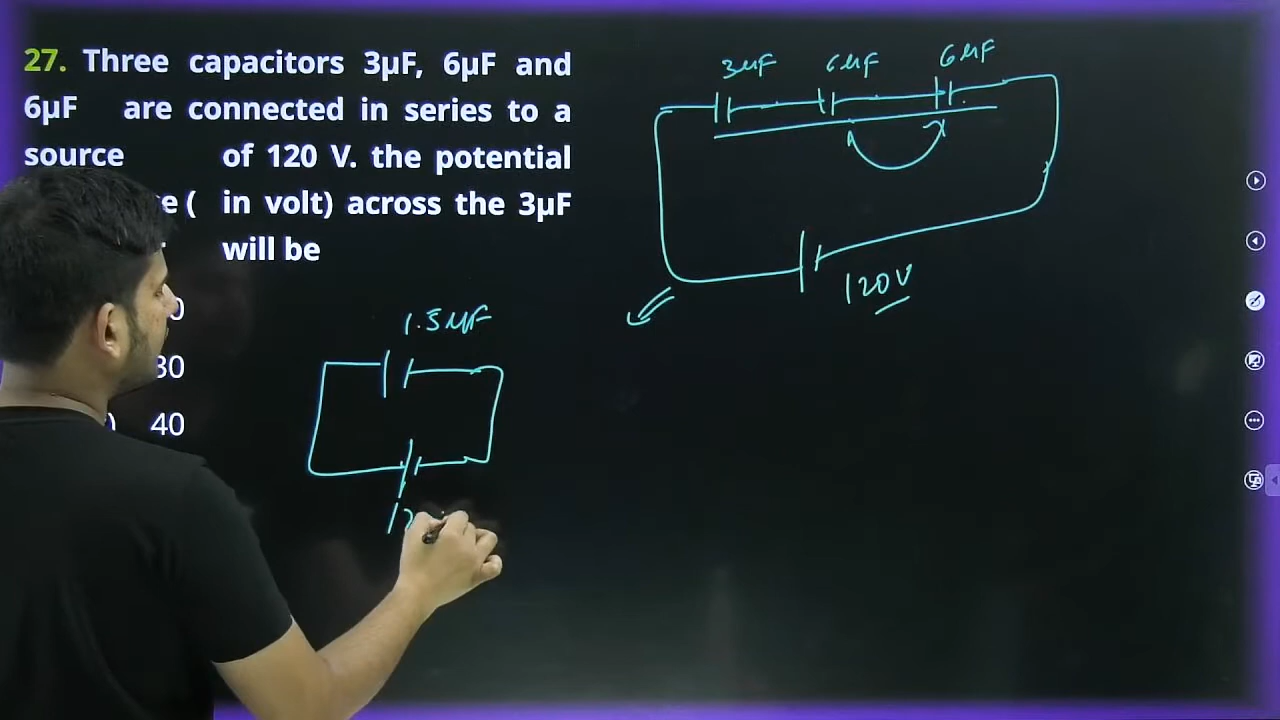 27. Three capacitors 3μF, 6μF and
6μF are connected in series to a
source of 120 V. the potential
( in volt) across the 3μF
will be
40
3μF 6μF 6μF
120V
1.5μF